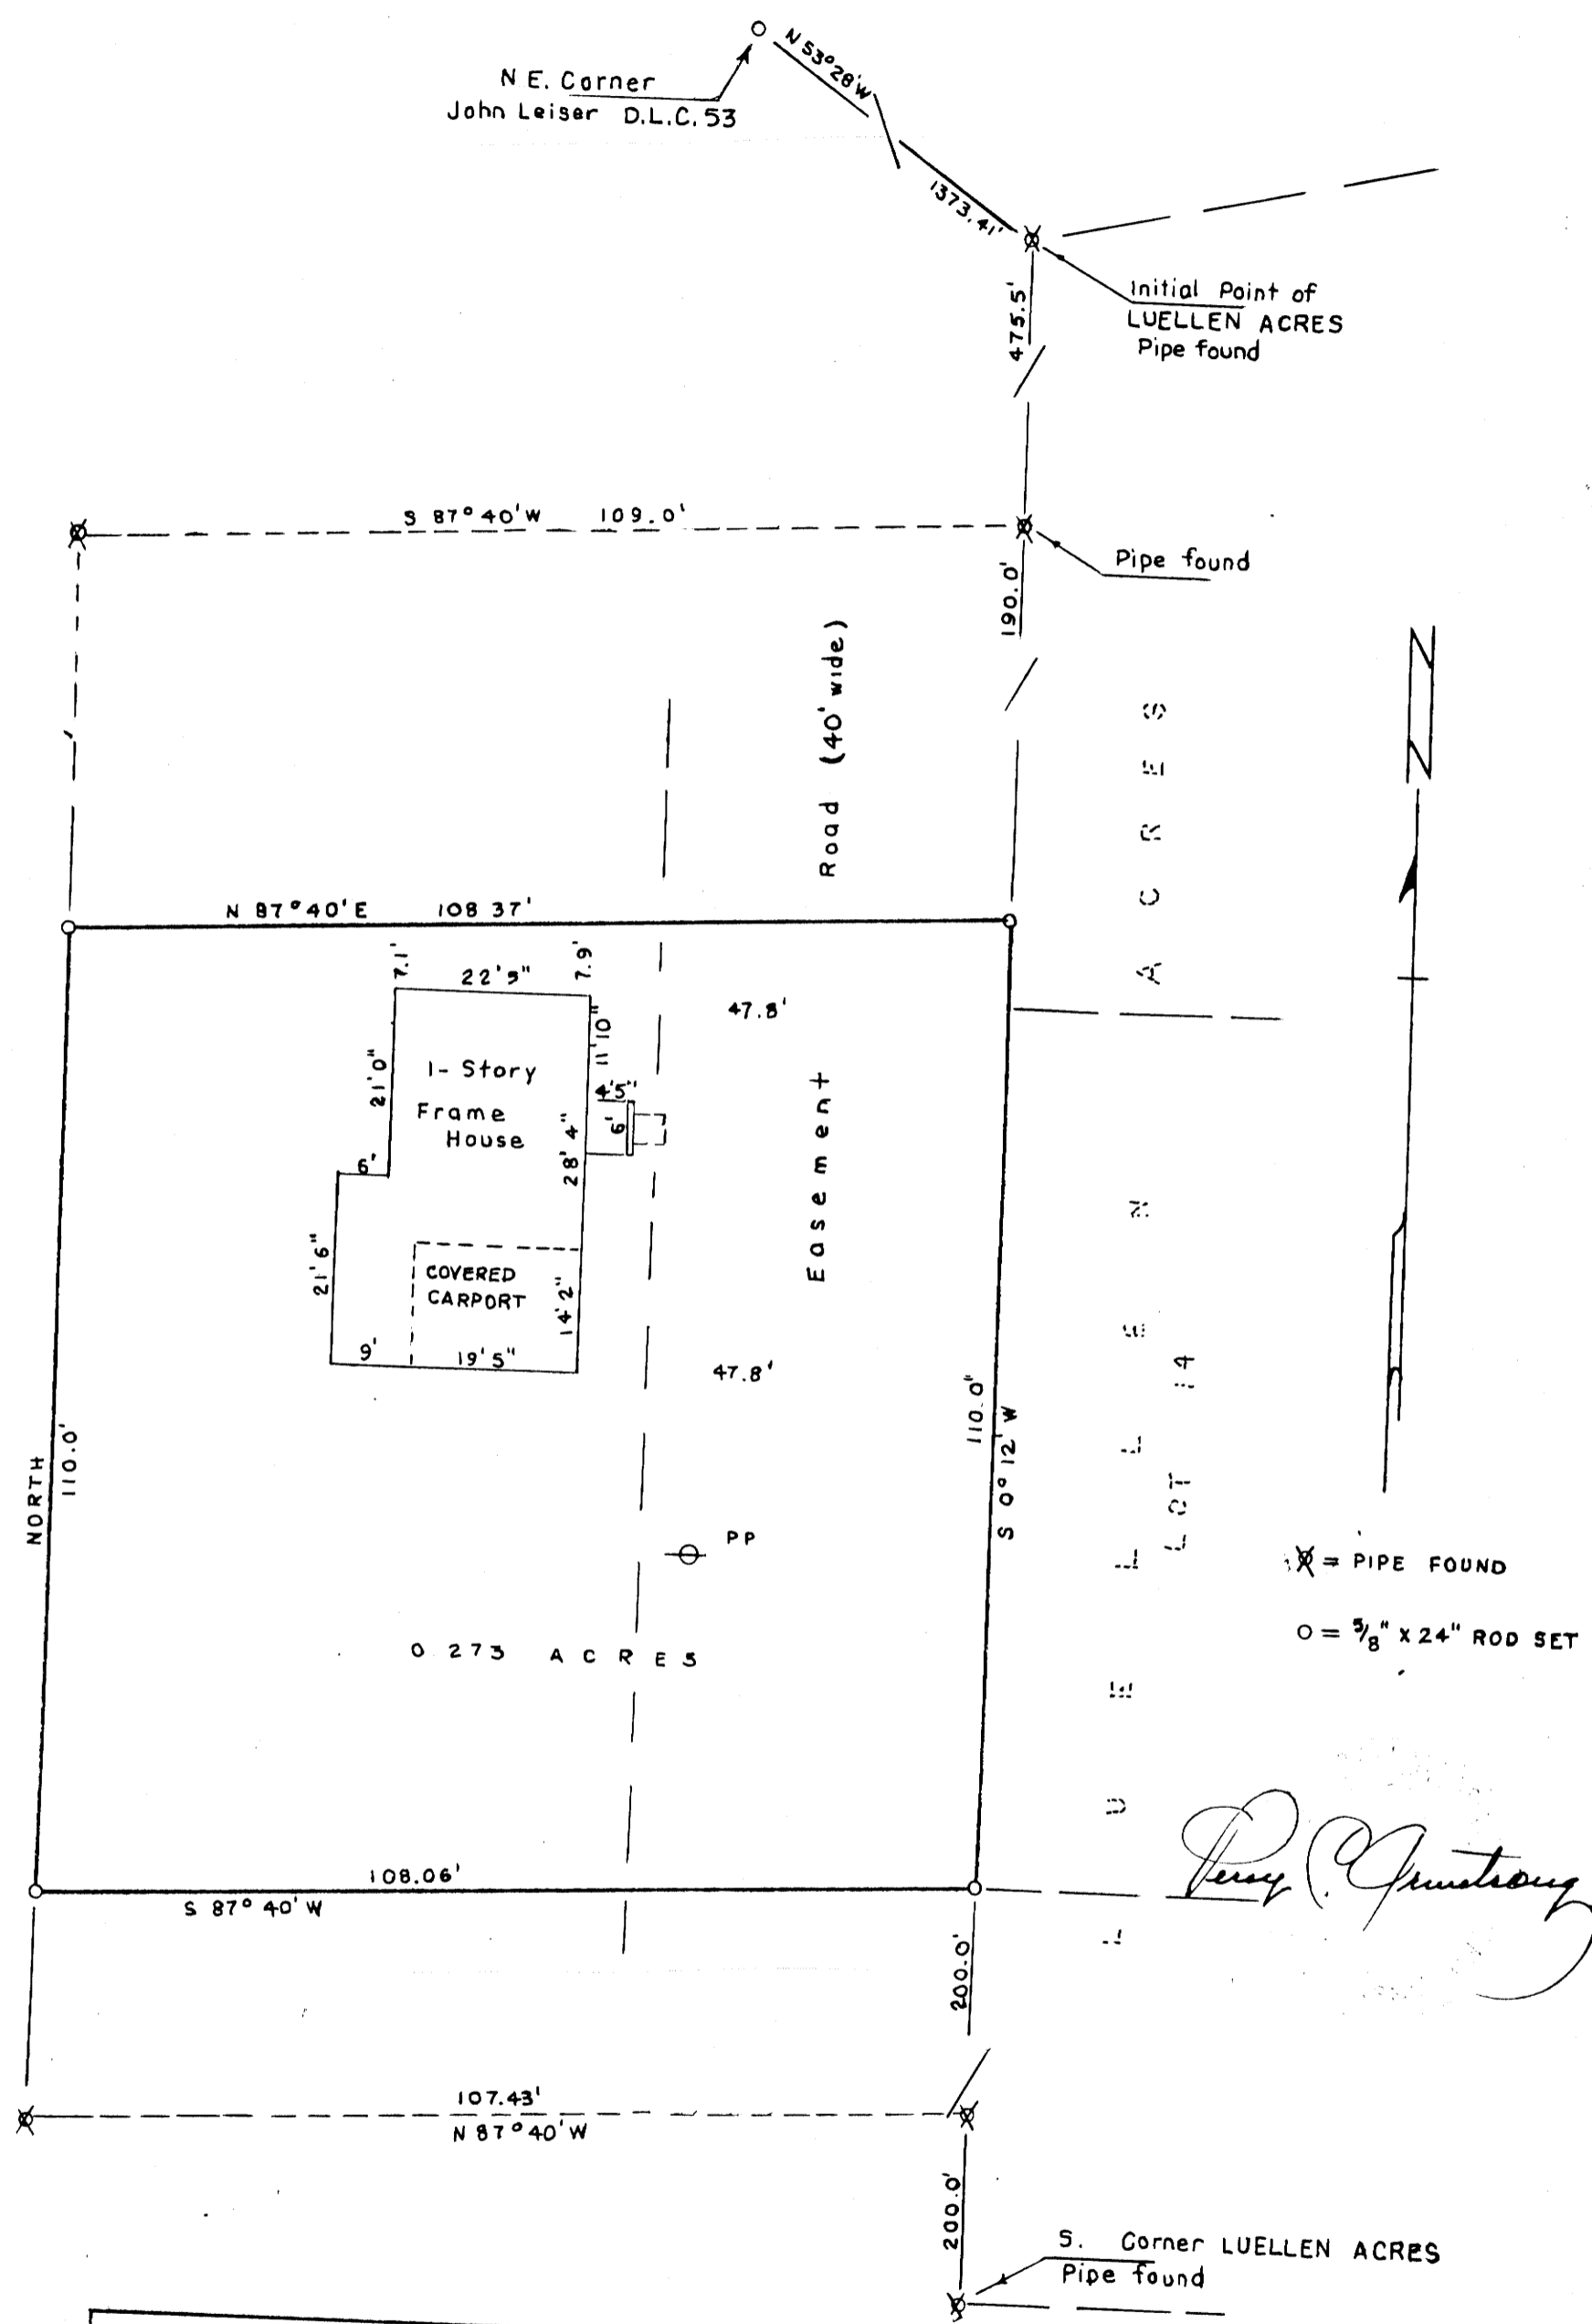 N 53°28'W
N E. Corner
John Leiser D.L.C. 53
1373.41'
475.5'
Initial Point of
LUELLEN ACRES
Pipe found
S 87°40'W 109.0'
Pipe found
190.0'
Road (40' wide)
N 87°40'E 108 37'
7.1'
22'5"
7.9'
47.8'
11'10"
21'0"
1- Story
Frame
House
4'5"
6'
28' 4"
6'
Easement
21'6"
COVERED
CARPORT
14'2"
9'
19'5"
47.8'
NORTH
110.0'
110.0"
S 0°12' W
LUELLEN ACRES
LOT 14
PP
= PIPE FOUND
O = 5/8" X 24" ROD SET
0 273 ACRES
Percy C. Armstrong
108.06'
S 87° 40' W
200.0'
107.43'
N 87°40'W
200.0'
S. Corner LUELLEN ACRES
Pipe found